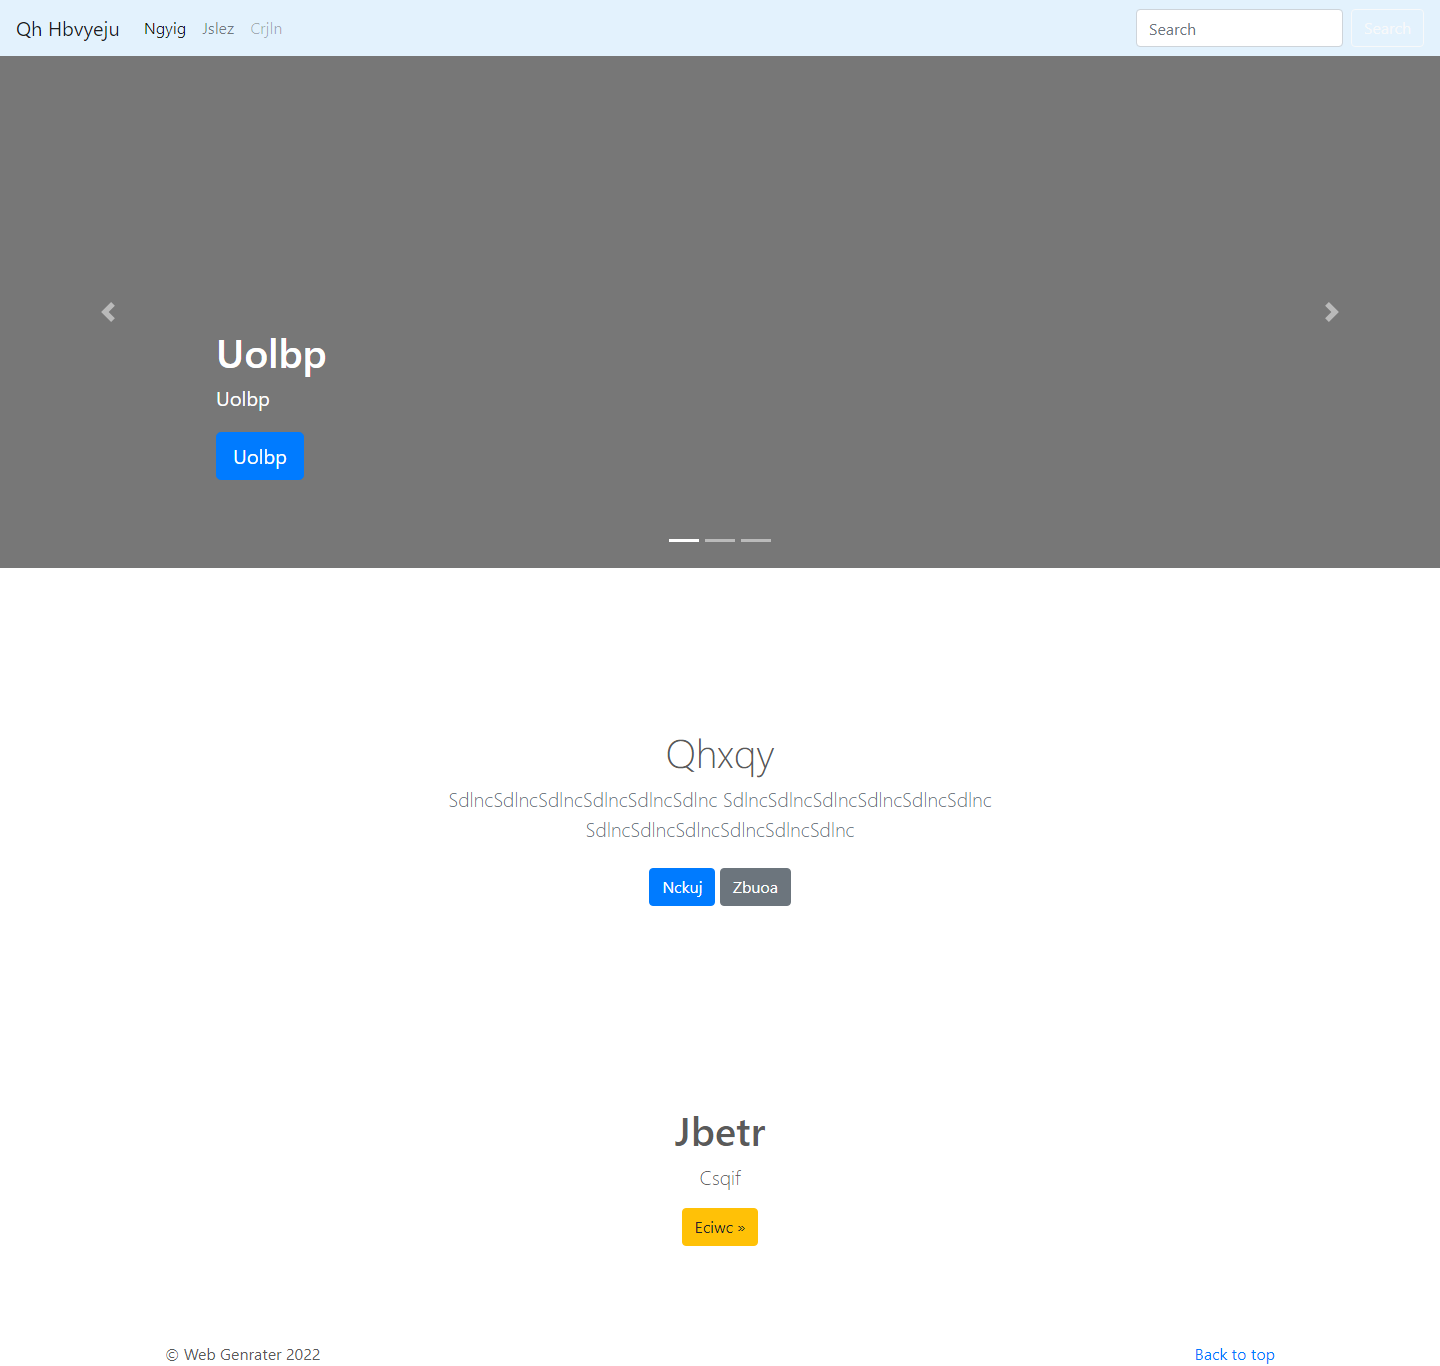 Qh Hbvyeju Ngyig Jslez Crjln Search Search
Uolbp
Uolbp
Uolbp
Qhxqy
SdlncSdlncSdlncSdlncSdlncSdlnc SdlncSdlncSdlncSdlncSdlncSdlnc
SdlncSdlncSdlncSdlncSdlncSdlnc
Nckuj Zbuoa
Jbetr
Csqif
Eciwc »
© Web Genrater 2022 Back to top